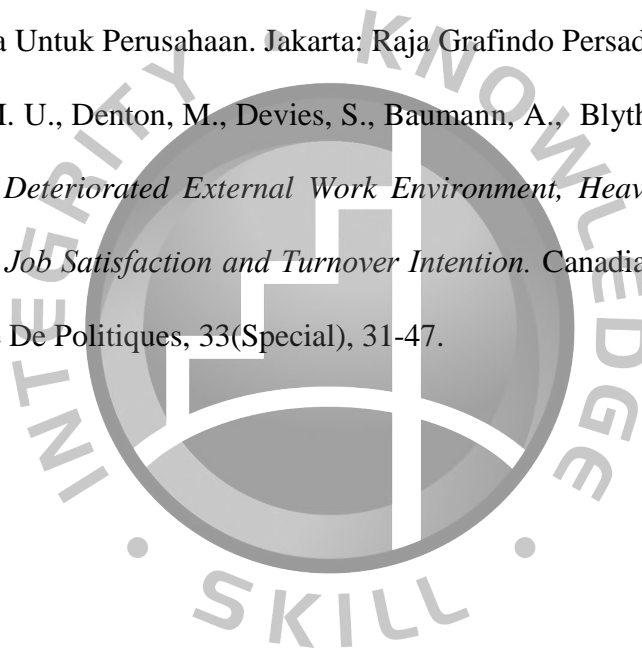 a Untuk Perusahaan. Jakarta: Raja Grafindo Persad
I. U., Denton, M., Devies, S., Baumann, A., Blyth
Deteriorated External Work Environment, Heav
Job Satisfaction and Turnover Intention. Canadia
De Politiques, 33(Special), 31-47.
INTEGRITY • KNOWLEDGE • SKILL